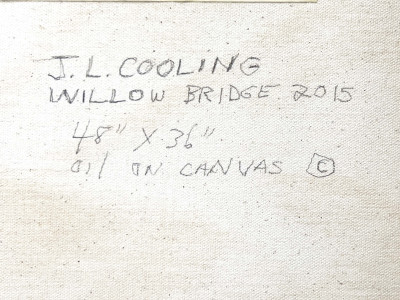 J.L. COOLING
WILLOW BRIDGE 2015
48" X 36"
oil ON CANVAS ©